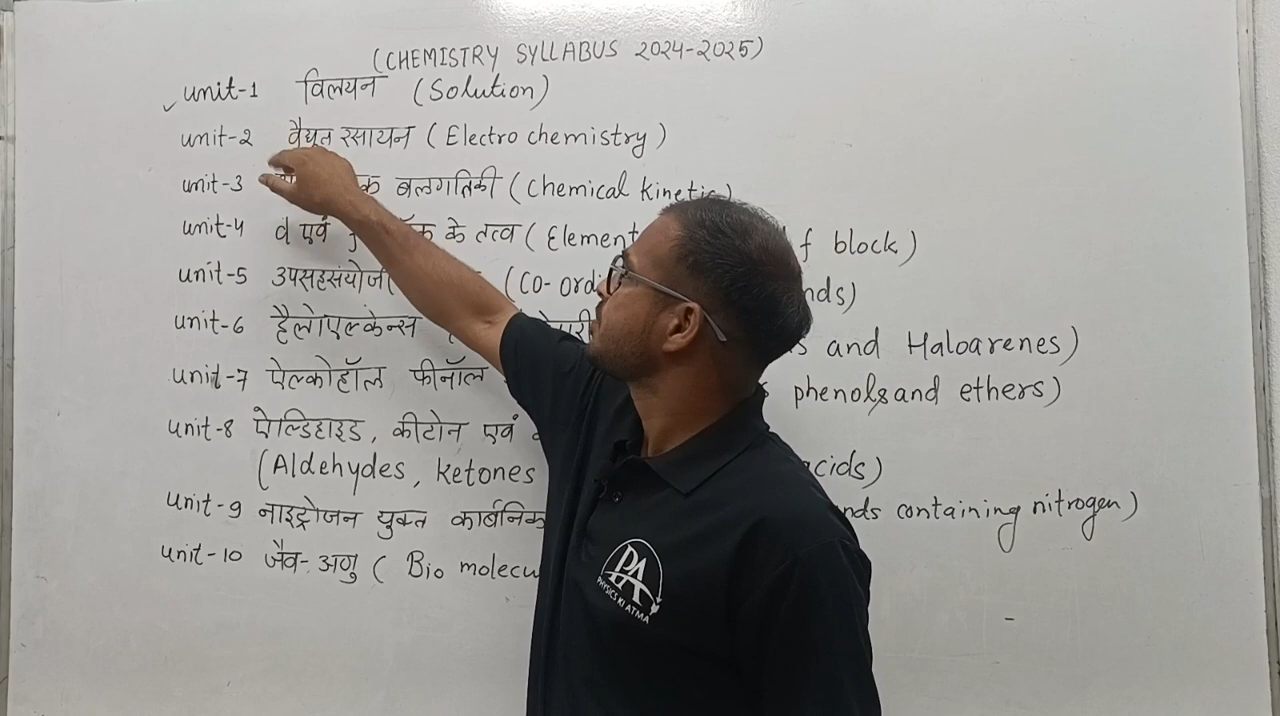 (CHEMISTRY SYLLABUS 2024-2025)
unit-1 विलयन (Solution)
unit-2 वैद्युत रसायन (Electro chemistry)
unit-3 बलगतिकी (Chemical kinetic)
unit-4 d एवं के तत्व (Element f block)
unit-5 उपसहसंयोजी (Co-ordi nds)
unit-6 हैलोएल्केन्स s and Haloarenes)
unit-7 ऐल्कोहॉल, फीनॉल phenols and ethers)
unit-8 ऐल्डिहाइड, कीटोन एवं
(Aldehydes, ketones acids)
unit-9 नाइट्रोजन युक्त कार्बनिक nds containing nitrogen)
unit-10 जैव-अणु (Bio molecu
PA
PHYSICS KI ATMA